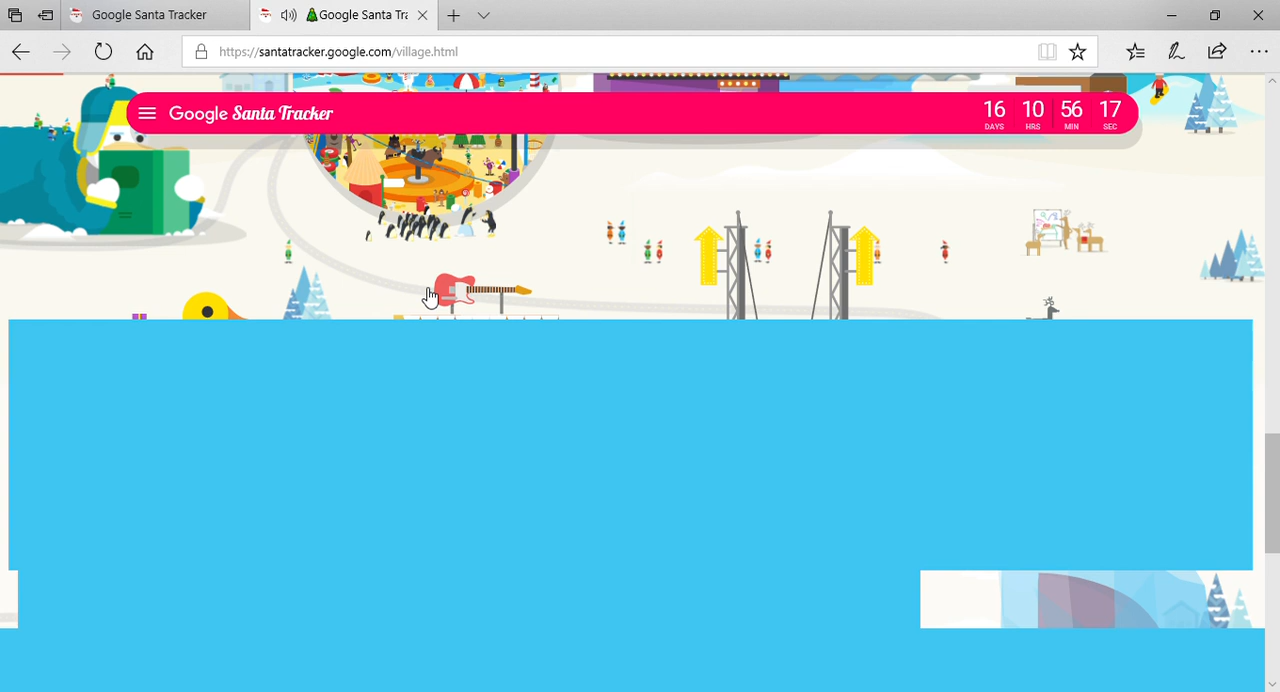 Google Santa Tracker
Google Santa Tra
https://santatracker.google.com/village.html
Google Santa Tracker
16 10 56 17
DAYS HRS MIN SEC